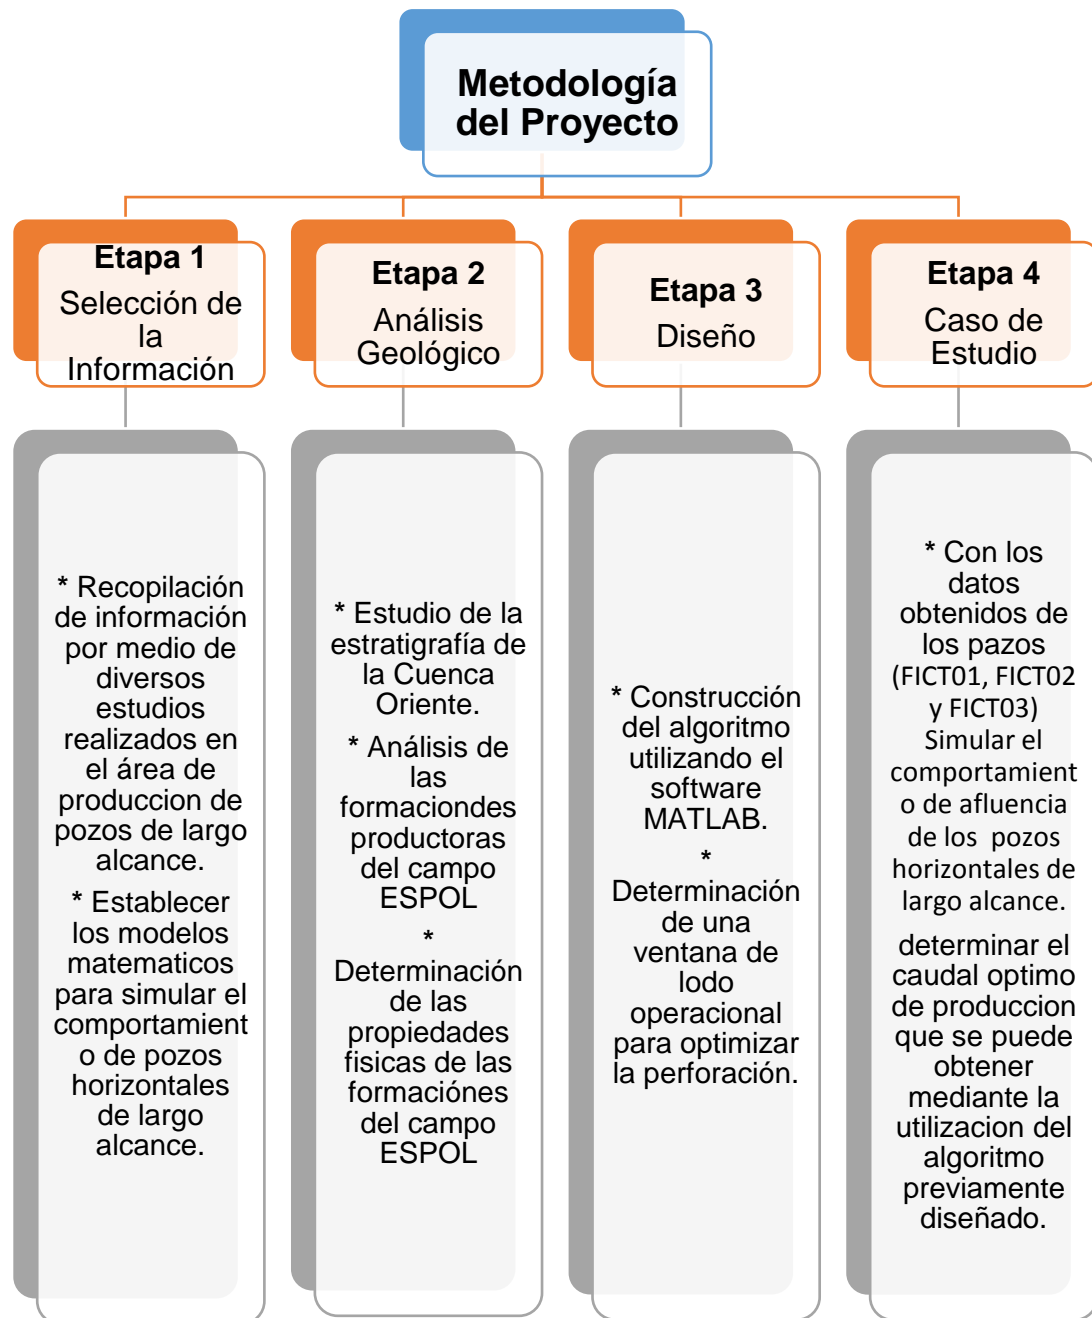 Metodología
del Proyecto
Etapa 1
Selección de
la
Información
Etapa 2
Análisis
Geológico
Etapa 3
Diseño
Etapa 4
Caso de
Estudio
* Recopilación
de información
por medio de
diversos
estudios
realizados en
el área de
produccion de
pozos de largo
alcance.
* Establecer
los modelos
matematicos
para simular el
comportamient
o de pozos
horizontales
de largo
alcance.
* Estudio de la
estratigrafía de
la Cuenca
Oriente.
* Análisis de
las
formaciondes
productoras
del campo
ESPOL
*
Determinación
de las
propiedades
fisicas de las
formaciónes
del campo
ESPOL
* Construcción
del algoritmo
utilizando el
software
MATLAB.
*
Determinación
de una
ventana de
lodo
operacional
para optimizar
la perforación.
* Con los
datos
obtenidos de
los pazos
(FICT01, FICT02
y FICT03)
Simular el
comportamient
o de afluencia
de los pozos
horizontales de
largo alcance.
determinar el
caudal optimo
de produccion
que se puede
obtener
mediante la
utilizacion del
algoritmo
previamente
diseñado.